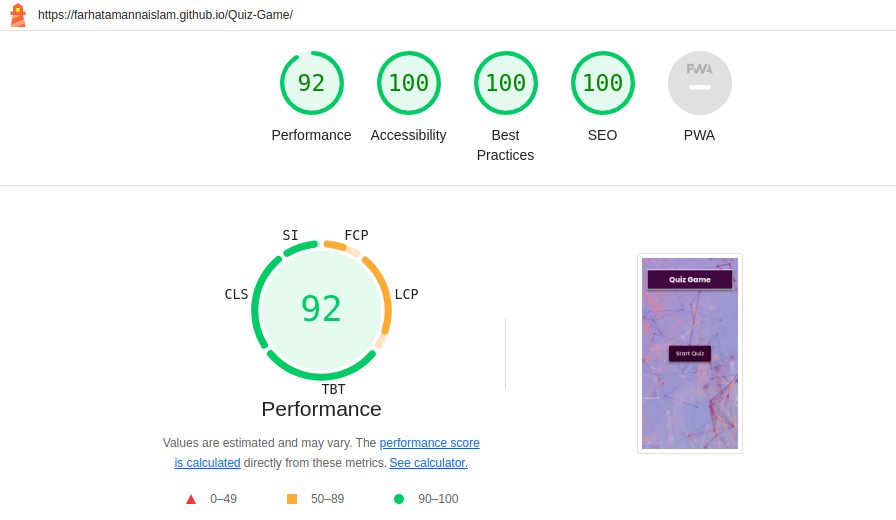 https://farhatamannaislam.github.io/Quiz-Game/
92
100
100
100
PWA
Performance
Accessibility
Best
Practices
SEO
PWA
SI
FCP
CLS
LCP
92
TBT
Performance
Values are estimated and may vary. The performance score
is calculated directly from these metrics. See calculator.
0–49
50–89
90–100
Quiz Game
Start Quiz